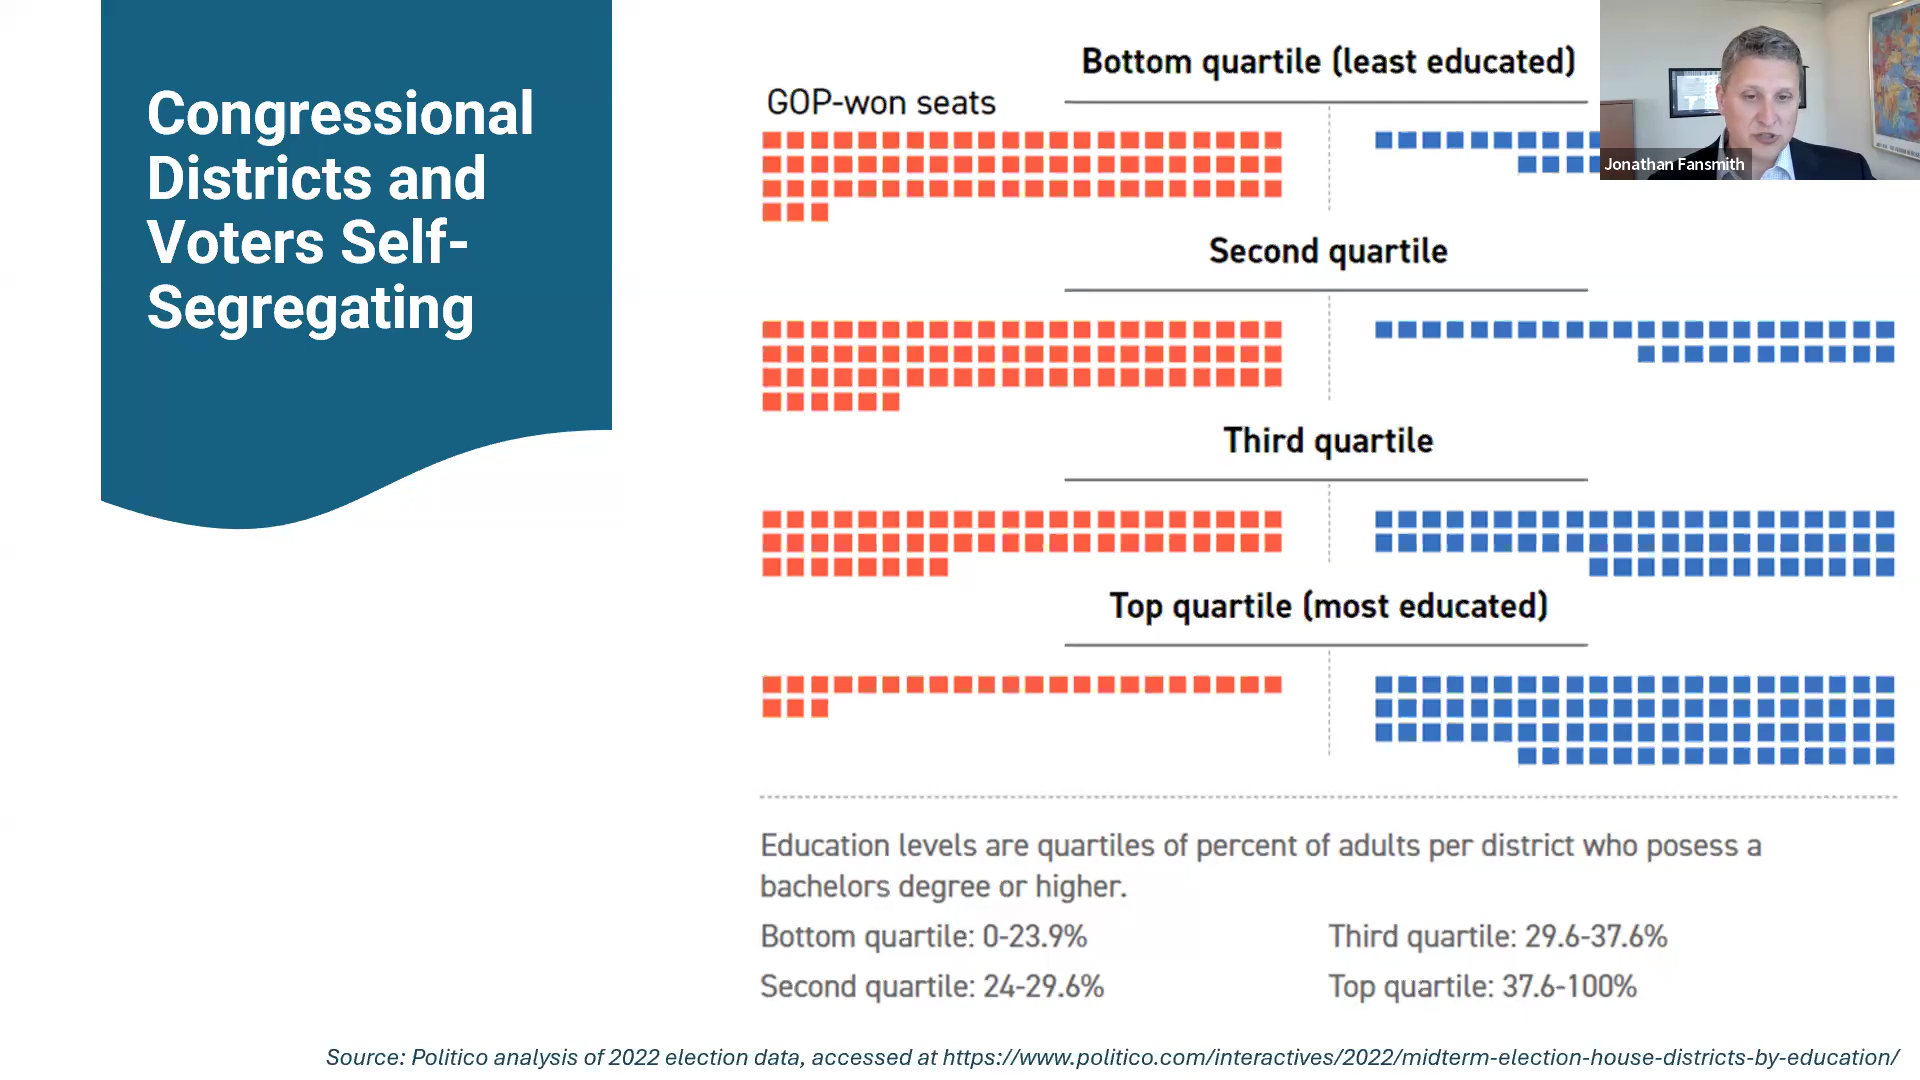 Congressional
Districts and
Voters Self-
Segregating
Bottom quartile (least educated)
GOP-won seats
Jonathan Fansmith
Second quartile
Third quartile
Top quartile (most educated)
Education levels are quartiles of percent of adults per district who posess a
bachelors degree or higher.
Bottom quartile: 0-23.9%
Third quartile: 29.6-37.6%
Second quartile: 24-29.6%
Top quartile: 37.6-100%
Source: Politico analysis of 2022 election data, accessed at https://www.politico.com/interactives/2022/midterm-election-house-districts-by-education/